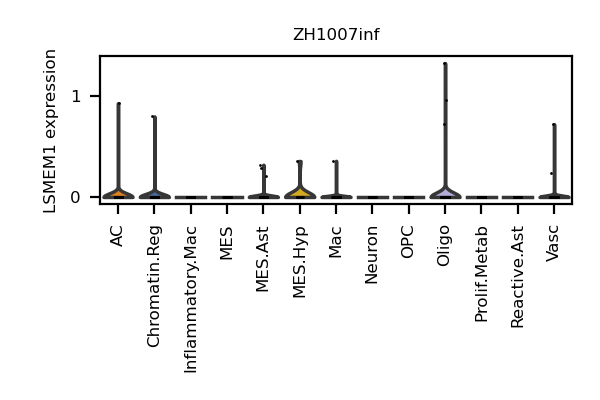 ZH1007inf
LSMEM1 expression
1
0
AC
Chromatin.Reg
Inflammatory.Mac
MES
MES.Ast
MES.Hyp
Mac
Neuron
OPC
Oligo
Prolif.Metab
Reactive.Ast
Vasc